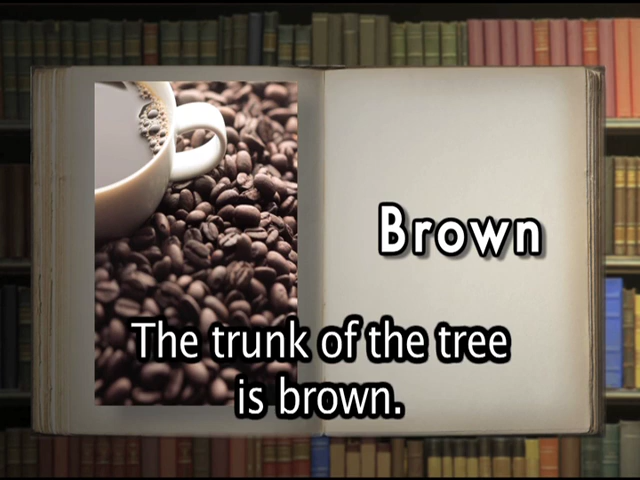 Brown
The trunk of the tree
is brown.